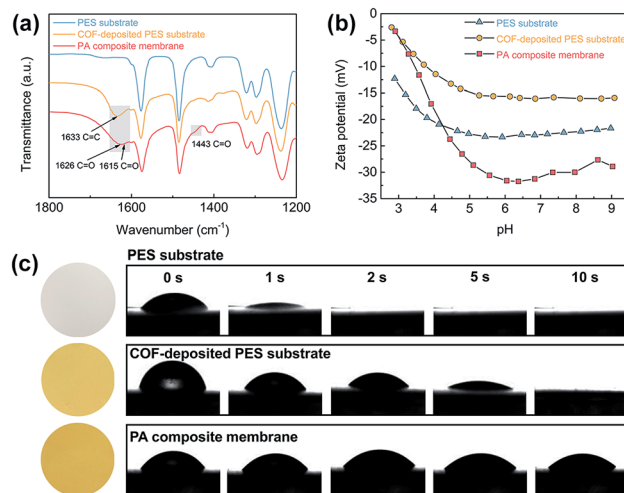 (a)
PES substrate
COF-deposited PES substrate
PA composite membrane
Transmittance (a.u.)
1633 C=C
1626 C=O
1615 C=O
1443 C=O
1800 1600 1400 1200
Wavenumber (cm⁻¹)
(b)
PES substrate
COF-deposited PES substrate
PA composite membrane
Zeta potential (mV)
0
-5
-10
-15
-20
-25
-30
-35
3 4 5 6 7 8 9
pH
(c)
PES substrate
0 s 1 s 2 s 5 s 10 s
COF-deposited PES substrate
PA composite membrane